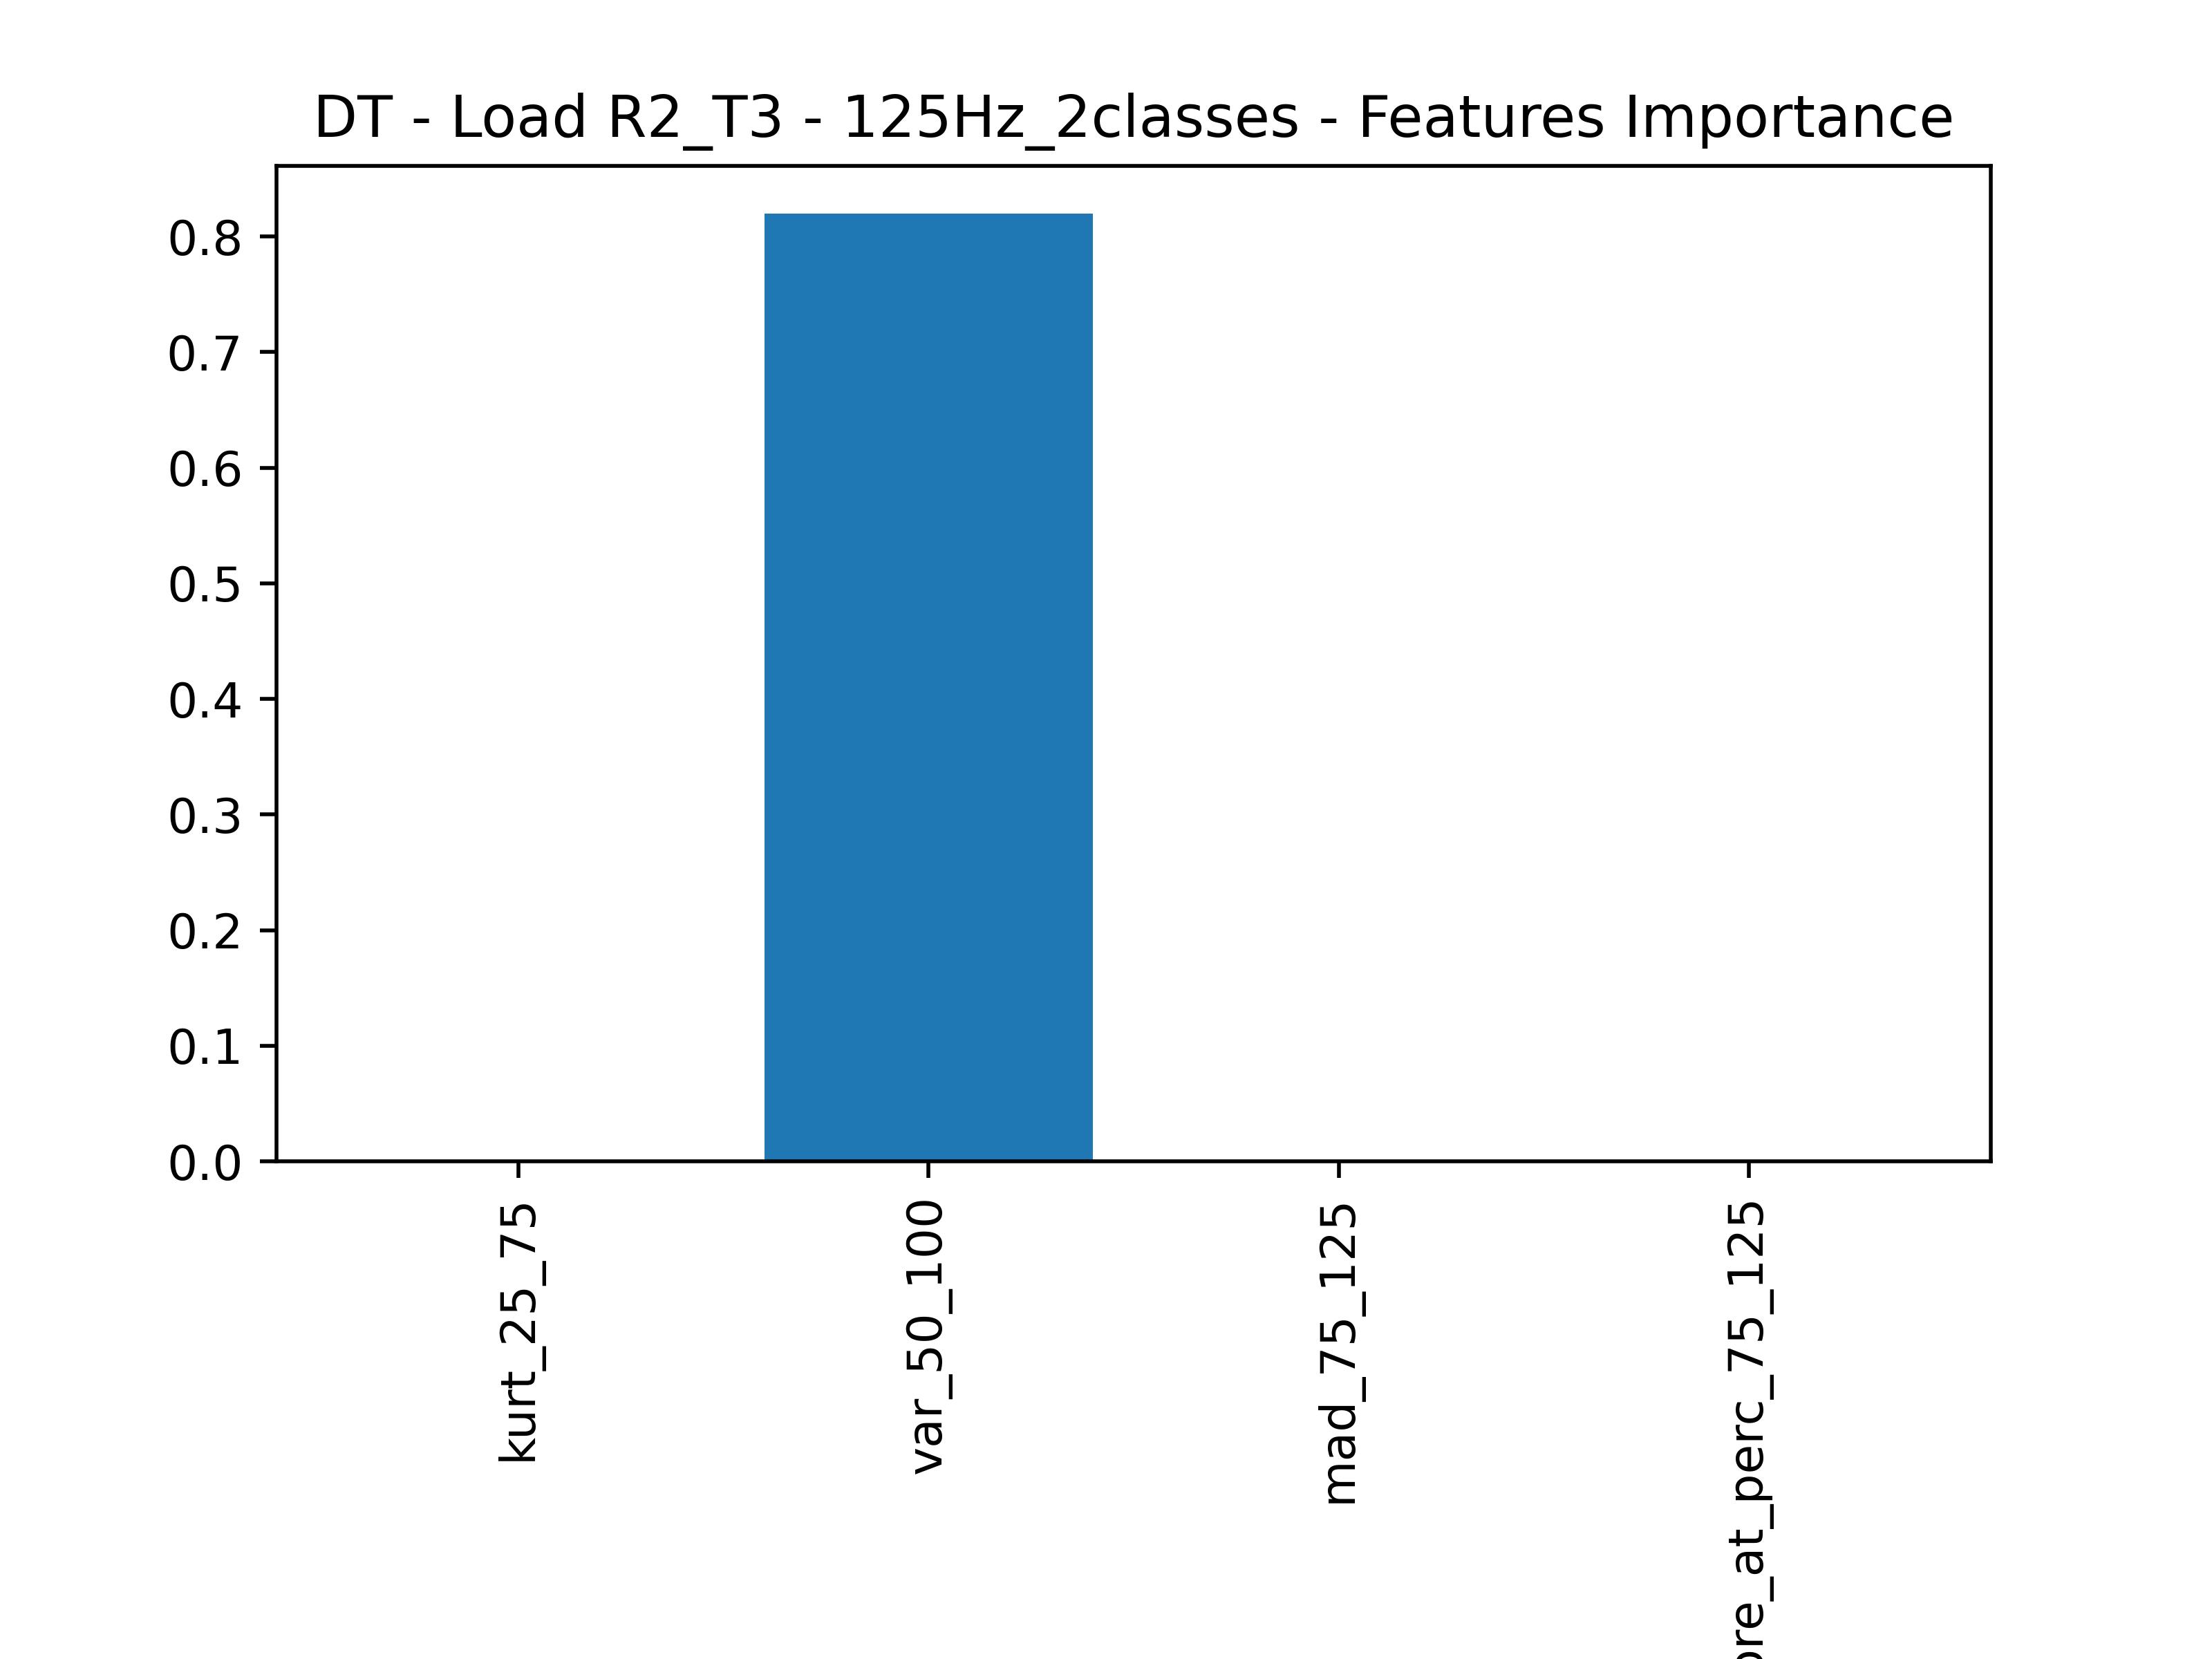 DT - Load R2_T3 - 125Hz_2classes - Features Importance
0.8
0.7
0.6
0.5
0.4
0.3
0.2
0.1
0.0
kurt_25_75
var_50_100
mad_75_125
ore_at_perc_75_125